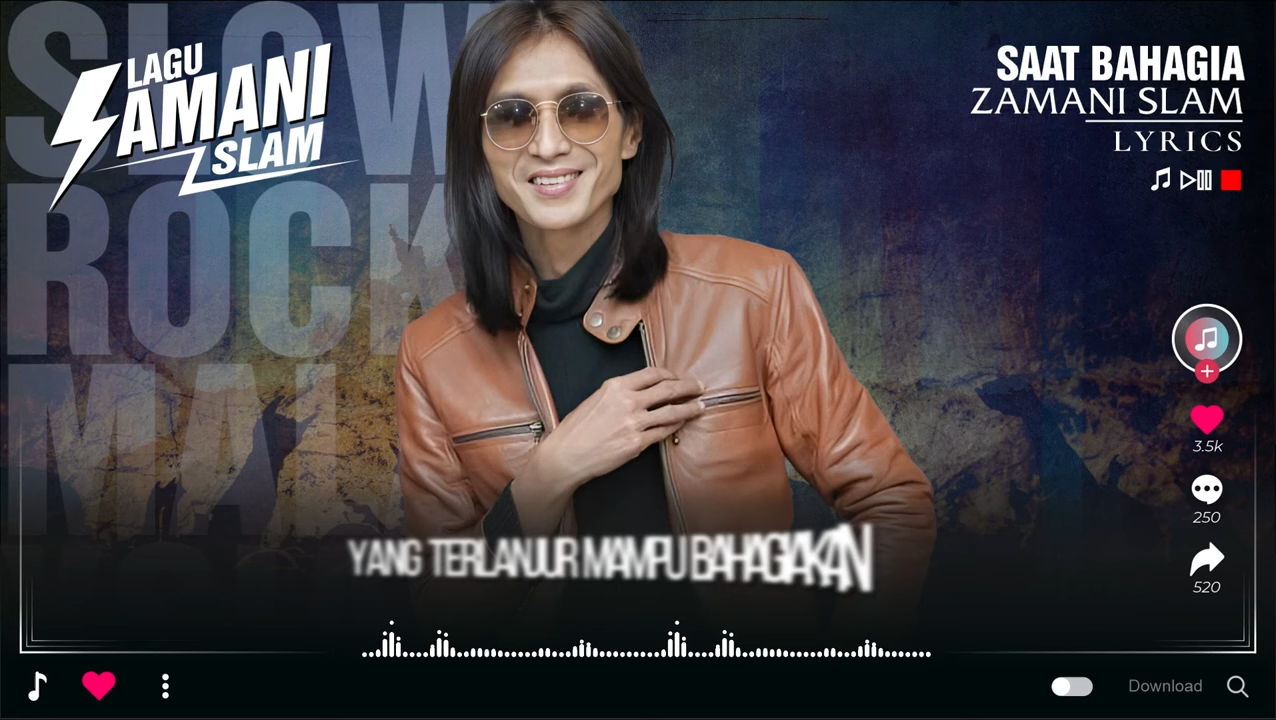 SLOW
ROCK
LAGU
ZAMANI
SLAM
SAAT BAHAGIA
ZAMANI SLAM
LYRICS
3.5k
250
520
YANG TERLANJUR MAMPU BAHAGIAKAN
Download